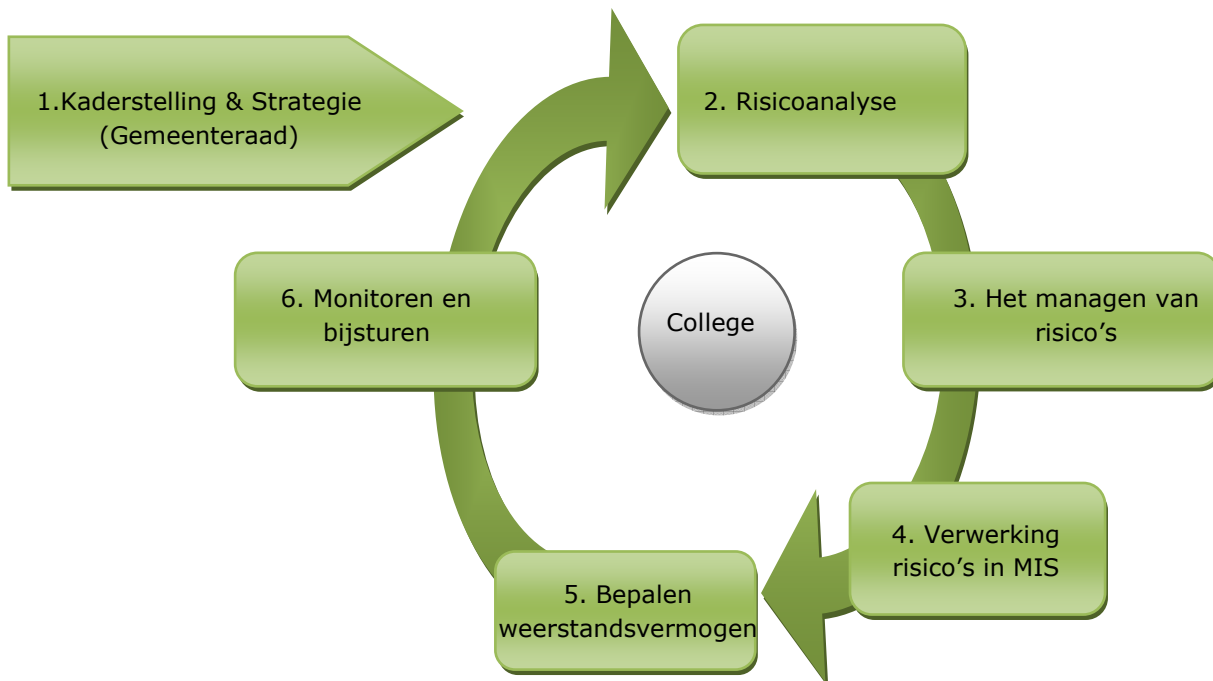 1.Kaderstelling & Strategie
(Gemeenteraad)
2. Risicoanalyse
3. Het managen van
risico's
4. Verwerking
risico's in MIS
5. Bepalen
weerstandsvermogen
6. Monitoren en
bijsturen
College